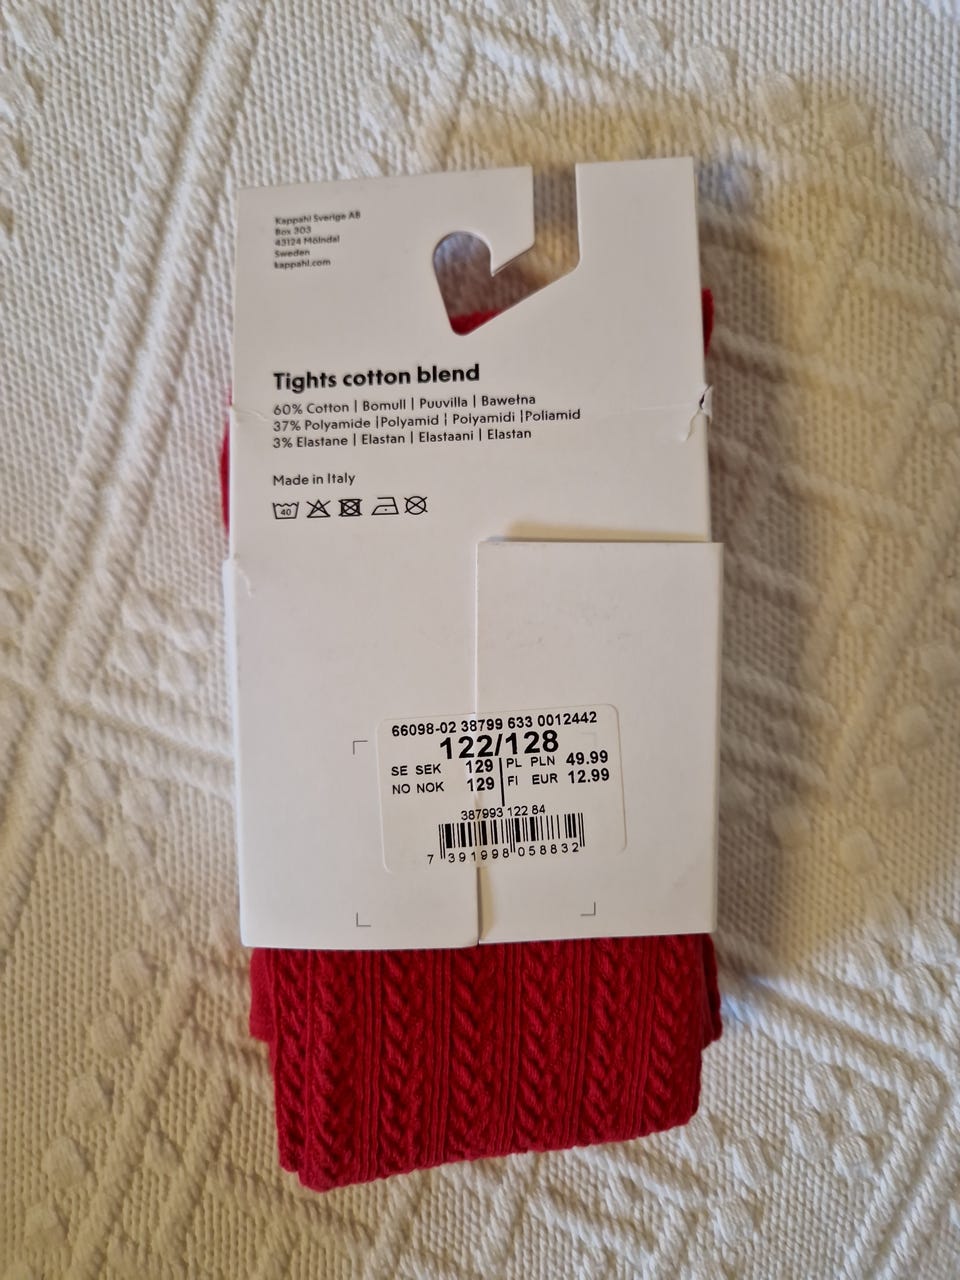 Kappahl Sverige AB
Box 303
43124 Mölndal
Sweden
kappahl.com
Tights cotton blend
60% Cotton | Bomull | Puuvilla | Bawełna
37% Polyamide |Polyamid | Polyamidi |Poliamid
3% Elastane | Elastan | Elastaani | Elastan
Made in Italy
40
66098-02 38799 633 0012442
122/128
SE SEK 129 | PL PLN 49.99
NO NOK 129 | FI EUR 12.99
387993 122 84
7 391998 058832